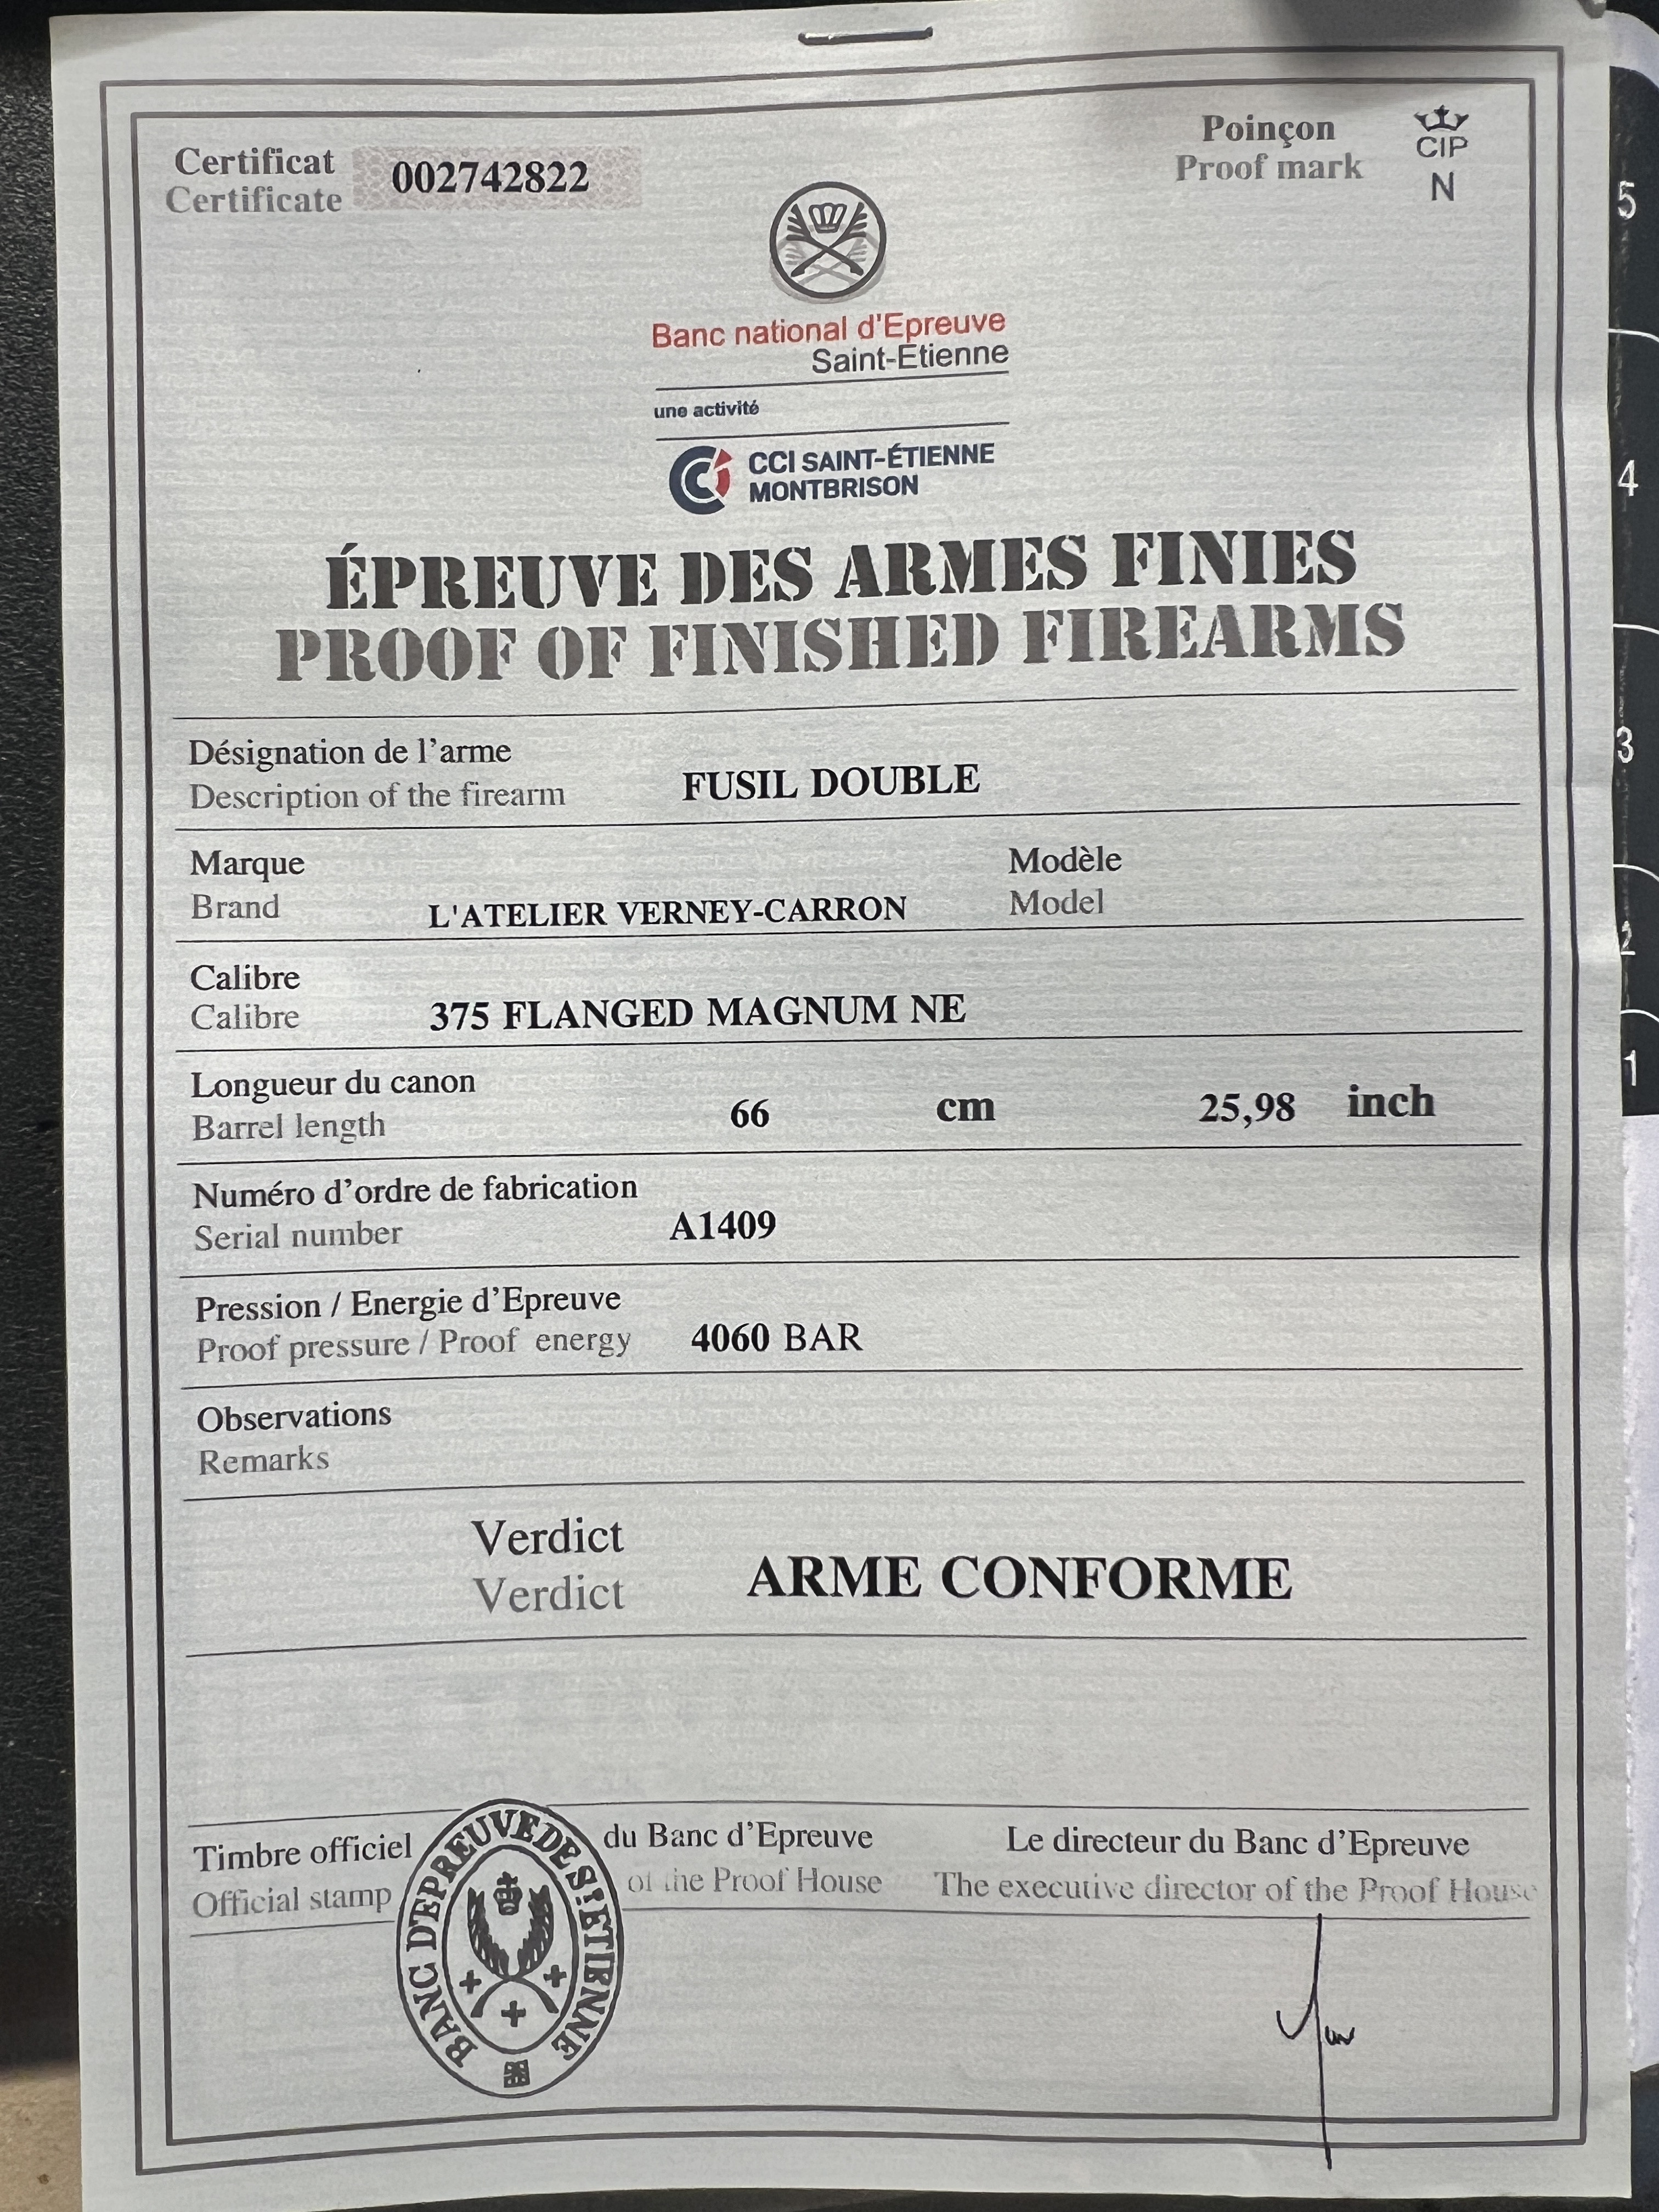 Certificat
Certificate
002742822
Poinçon
Proof mark
CIP
N
Banc national d'Epreuve
Saint-Etienne
une activité
CCI SAINT-ÉTIENNE
MONTBRISON
ÉPREUVE DES ARMES FINIES
PROOF OF FINISHED FIREARMS
Désignation de l'arme
Description of the firearm
FUSIL DOUBLE
Marque
Brand
L'ATELIER VERNEY-CARRON
Modèle
Model
Calibre
Calibre
375 FLANGED MAGNUM NE
Longueur du canon
Barrel length
66 cm 25,98 inch
Numéro d'ordre de fabrication
Serial number
A1409
Pression / Energie d'Epreuve
Proof pressure / Proof energy
4060 BAR
Observations
Remarks
Verdict
Verdict
ARME CONFORME
Timbre officiel du Banc d'Epreuve
Official stamp of the Proof House
BANC D'EPREUVE DE ST ETIENNE
Le directeur du Banc d'Epreuve
The executive director of the Proof House
5
4
3
2
1